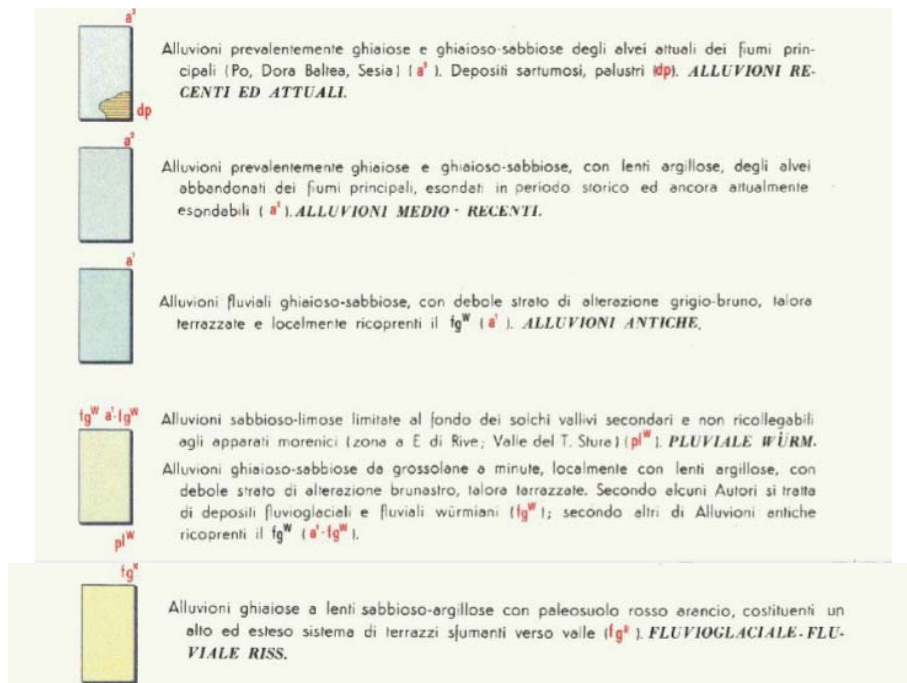 a³
Alluvioni prevalentemente ghiaiose e ghiaioso-sabbiose degli alvei attuali dei fiumi prin-
cipali (Po, Dora Baltea, Sesia) (a³). Depositi sartumosi, palustri (dp). ALLUVIONI RE-
CENTI ED ATTUALI.
dp
a²
Alluvioni prevalentemente ghiaiose e ghiaioso-sabbiose, con lenti argillose, degli alvei
abbandonati dei fiumi principali, esondati in periodo storico ed ancora attualmente
esondabili (a²). ALLUVIONI MEDIO - RECENTI.
a¹
Alluvioni fluviali ghiaioso-sabbiose, con debole strato di alterazione grigio-bruno, talora
terrazzate e localmente ricoprenti il fgᵂ (a¹). ALLUVIONI ANTICHE.
fgᵂ a¹-fgᵂ
Alluvioni sabbioso-limose limitate al fondo dei solchi vallivi secondari e non ricollegabili
agli apparati morenici (zona a E di Rive; Valle del T. Stura) (plᵂ). PLUVIALE WÜRM.
Alluvioni ghiaioso-sabbiose da grossolane a minute, localmente con lenti argillose, con
debole strato di alterazione brunastro, talora tarrazzate. Secondo alcuni Autori si tratta
di depositi fluvioglaciali e fluviali würmiani (fgᵂ); secondo altri di Alluvioni antiche
ricoprenti il fgᵂ (a¹-fgᵂ).
plᵂ
fgᴿ
Alluvioni ghiaiose a lenti sabbioso-argillose con paleosuolo rosso arancio, costituenti un
alto ed esteso sistema di terrazzi sfumanti verso valle (fgᴿ). FLUVIOGLACIALE-FLU-
VIALE RISS.